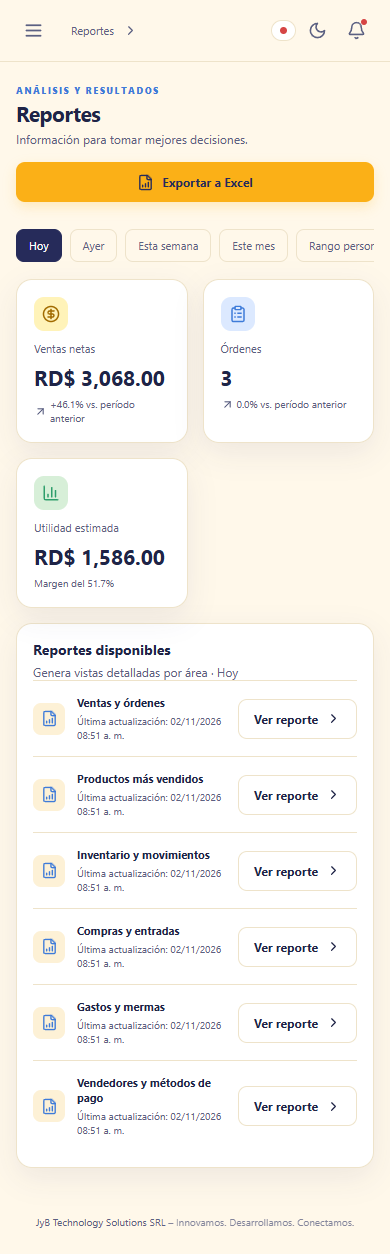 Reportes
ANÁLISIS Y RESULTADOS
Reportes
Información para tomar mejores decisiones.
Exportar a Excel
Hoy
Ayer
Esta semana
Este mes
Rango person
Ventas netas
RD$ 3,068.00
+46.1% vs. período
anterior
Órdenes
3
0.0% vs. período anterior
Utilidad estimada
RD$ 1,586.00
Margen del 51.7%
Reportes disponibles
Genera vistas detalladas por área · Hoy
Ventas y órdenes
Última actualización: 02/11/2026
08:51 a. m.
Ver reporte
Productos más vendidos
Última actualización: 02/11/2026
08:51 a. m.
Ver reporte
Inventario y movimientos
Última actualización: 02/11/2026
08:51 a. m.
Ver reporte
Compras y entradas
Última actualización: 02/11/2026
08:51 a. m.
Ver reporte
Gastos y mermas
Última actualización: 02/11/2026
08:51 a. m.
Ver reporte
Vendedores y métodos de
pago
Última actualización: 02/11/2026
08:51 a. m.
Ver reporte
JyB Technology Solutions SRL – Innovamos. Desarrollamos. Conectamos.